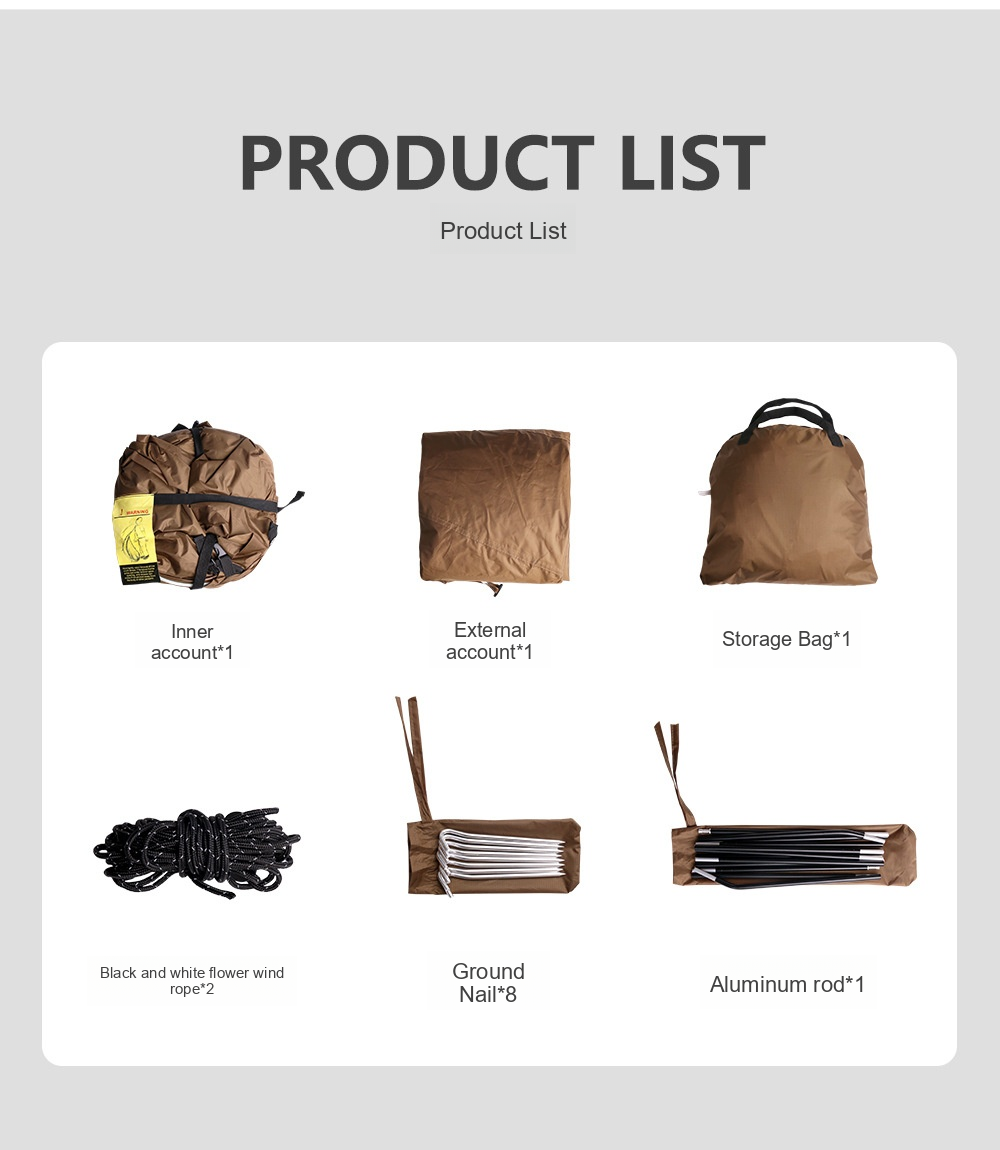 PRODUCT LIST
Product List
WARNING
Inner
account*1
External
account*1
Storage Bag*1
Black and white flower wind
rope*2
Ground
Nail*8
Aluminum rod*1